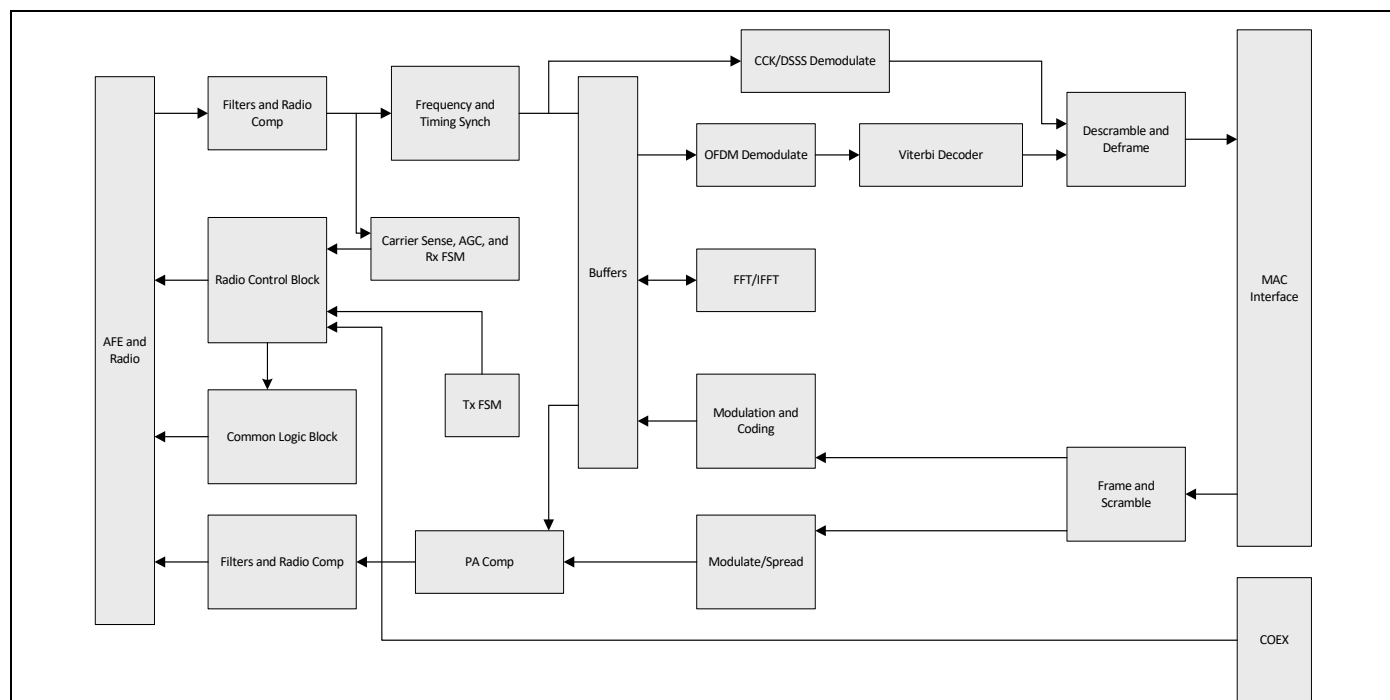 CCK/DSSS Demodulate
Filters and Radio
Comp
Frequency and
Timing Synch
Descramble and
Deframe
OFDM Demodulate
Viterbi Decoder
Carrier Sense, AGC, and
Rx FSM
Radio Control Block
Buffers
FFT/IFFT
MAC
Interface
AFE and
Radio
Tx FSM
Modulation and
Coding
Common Logic Block
Frame and
Scramble
Filters and Radio Comp
PA Comp
Modulate/Spread
COEX